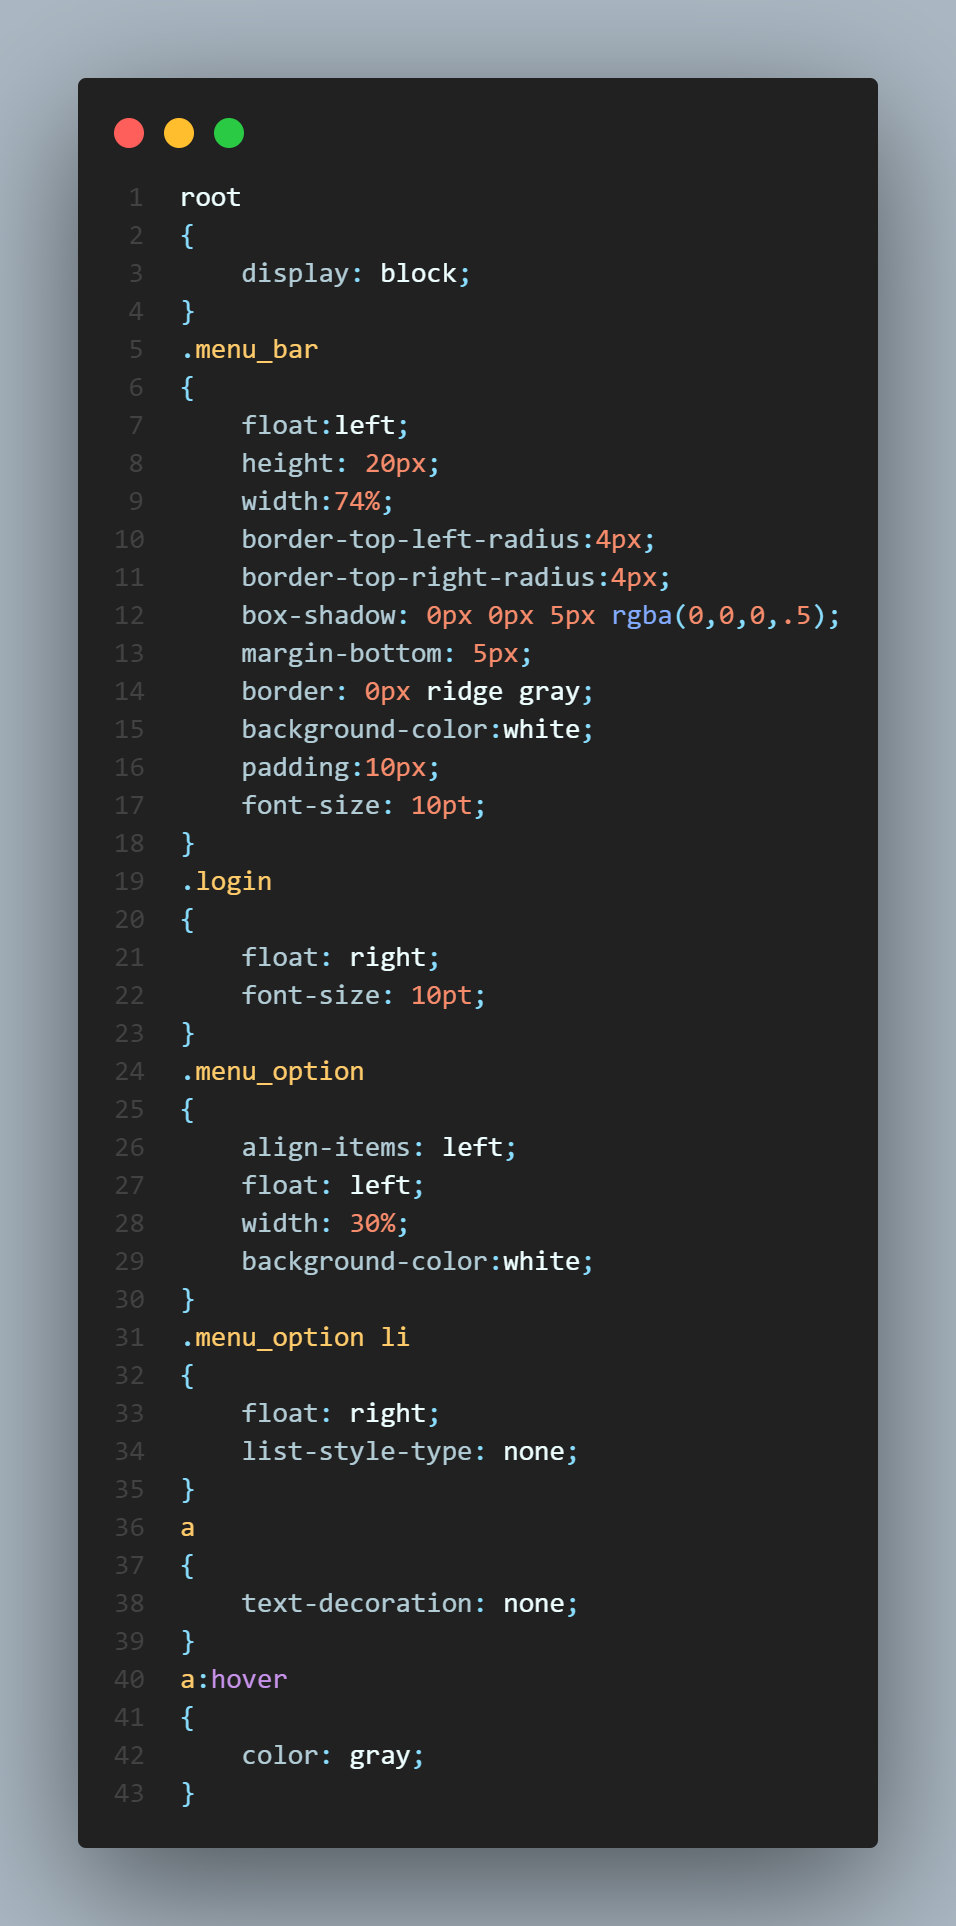 1 root
2 {
3     display: block;
4 }
5 .menu_bar
6 {
7     float:left;
8     height: 20px;
9     width:74%;
10     border-top-left-radius:4px;
11     border-top-right-radius:4px;
12     box-shadow: 0px 0px 5px rgba(0,0,0,.5);
13     margin-bottom: 5px;
14     border: 0px ridge gray;
15     background-color:white;
16     padding:10px;
17     font-size: 10pt;
18 }
19 .login
20 {
21     float: right;
22     font-size: 10pt;
23 }
24 .menu_option
25 {
26     align-items: left;
27     float: left;
28     width: 30%;
29     background-color:white;
30 }
31 .menu_option li
32 {
33     float: right;
34     list-style-type: none;
35 }
36 a
37 {
38     text-decoration: none;
39 }
40 a:hover
41 {
42     color: gray;
43 }